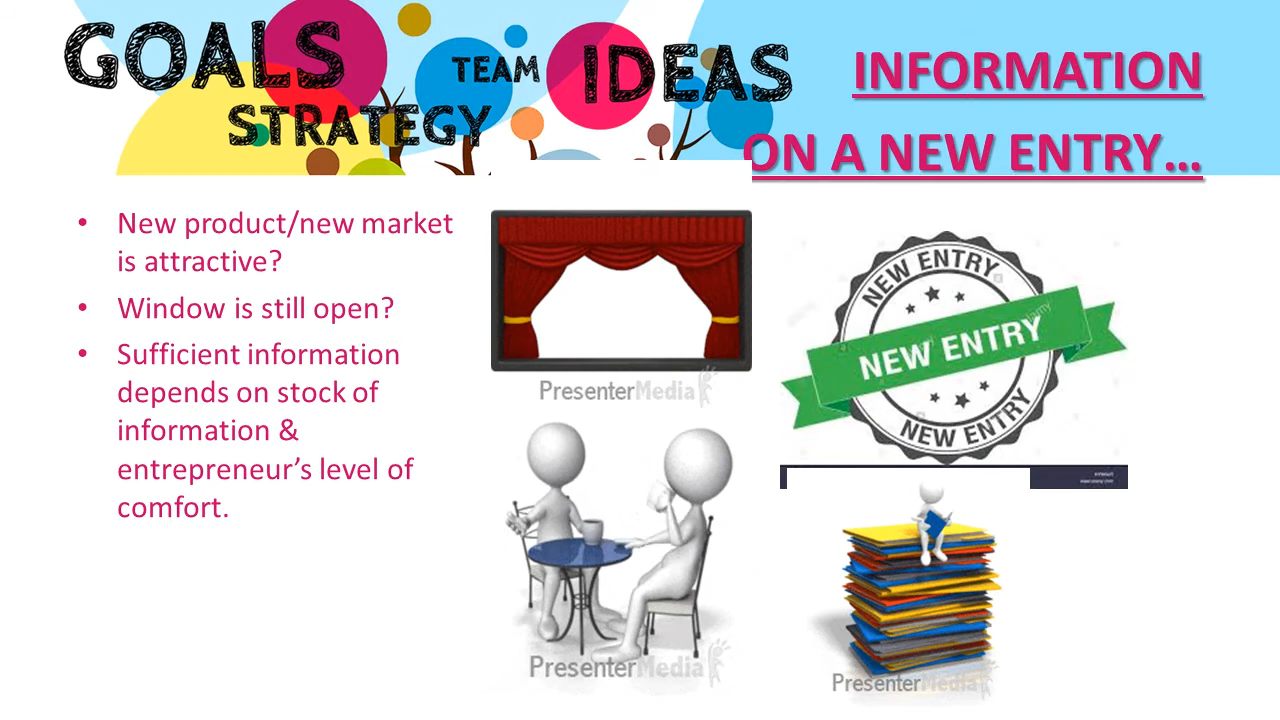 GOALS
TEAM
IDEAS
STRATEGY
INFORMATION
ON A NEW ENTRY…
• New product/new market
is attractive?
• Window is still open?
• Sufficient information
depends on stock of
information &
entrepreneur’s level of
comfort.
PresenterMedia
NEW ENTRY
NEW ENTRY
NEW ENTRY
PresenterMedia
PresenterMedia